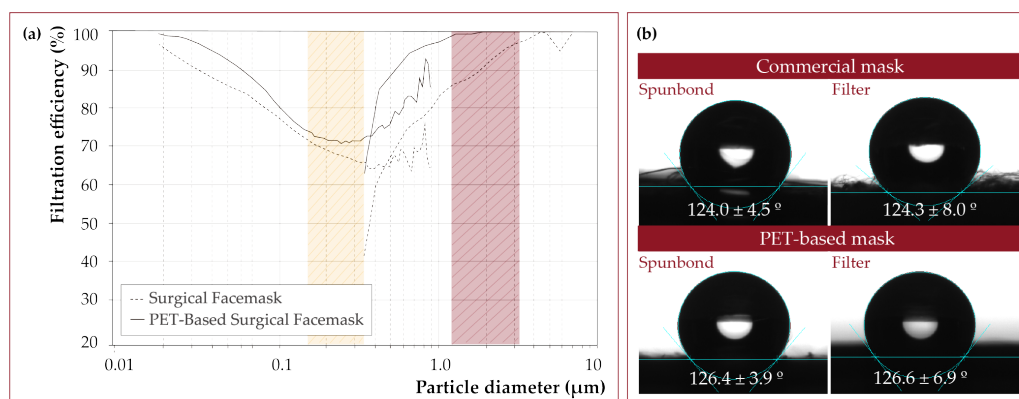 (a)
Filtration efficiency (%)
100
90
80
70
60
50
40
30
20
Surgical Facemask
PET-Based Surgical Facemask
0.01
0.1
1.0
10
Particle diameter (μm)
(b)
Commercial mask
Spunbond
Filter
124.0 ± 4.5 º
124.3 ± 8.0 º
PET-based mask
Spunbond
Filter
126.4 ± 3.9 º
126.6 ± 6.9 º